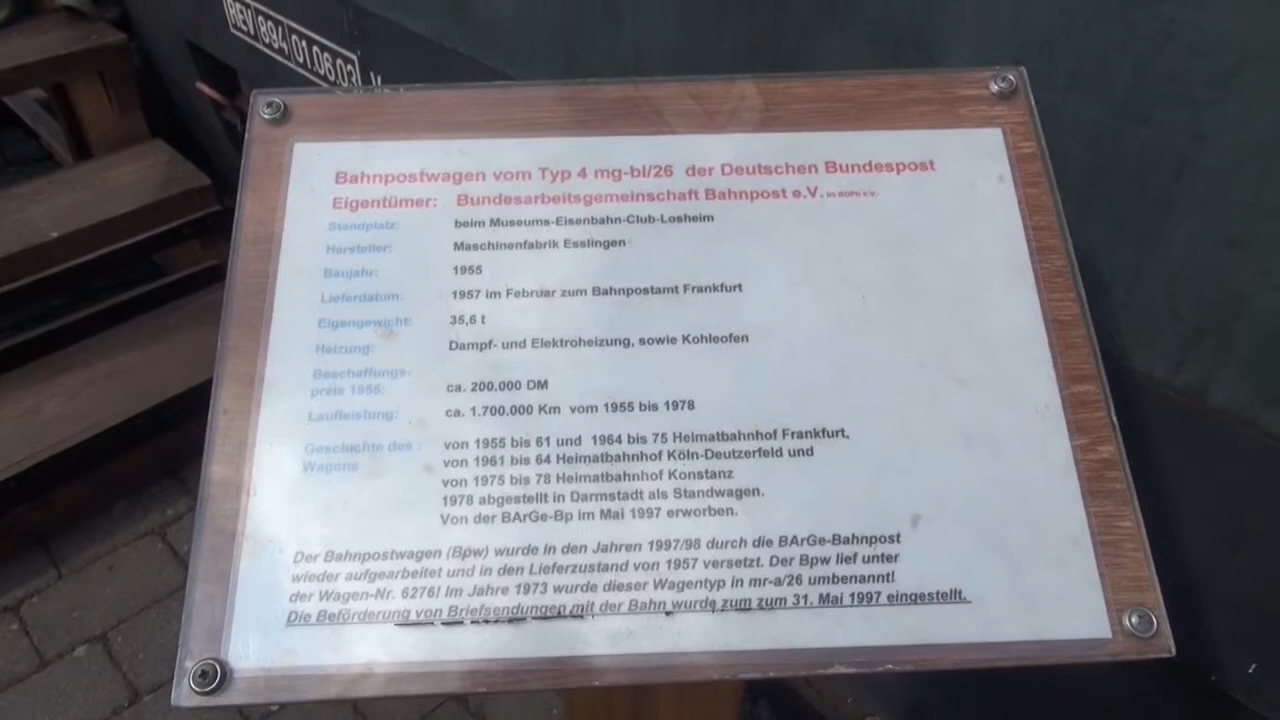 REV 894 01.06.03 V
Bahnpostwagen vom Typ 4 mg-bl/26 der Deutschen Bundespost
Eigentümer: Bundesarbeitsgemeinschaft Bahnpost e.V. im BDPh e.V.
Standplatz: beim Museums-Eisenbahn-Club-Losheim
Hersteller: Maschinenfabrik Esslingen
Baujahr: 1955
Lieferdatum: 1957 im Februar zum Bahnpostamt Frankfurt
Eigengewicht: 35,6 t
Heizung: Dampf- und Elektroheizung, sowie Kohleofen
Beschaffungs-
preis 1955: ca. 200.000 DM
Laufleistung: ca. 1.700.000 Km vom 1955 bis 1978
Geschichte des : von 1955 bis 61 und 1964 bis 75 Heimatbahnhof Frankfurt,
Wagens von 1961 bis 64 Heimatbahnhof Köln-Deutzerfeld und
von 1975 bis 78 Heimatbahnhof Konstanz
1978 abgestellt in Darmstadt als Standwagen.
Von der BArGe-Bp im Mai 1997 erworben.
Der Bahnpostwagen (Bpw) wurde in den Jahren 1997/98 durch die BArGe-Bahnpost
wieder aufgearbeitet und in den Lieferzustand von 1957 versetzt. Der Bpw lief unter
der Wagen-Nr. 6276! Im Jahre 1973 wurde dieser Wagentyp in mr-a/26 umbenannt!
Die Beförderung von Briefsendungen mit der Bahn wurde zum zum 31. Mai 1997 eingestellt.